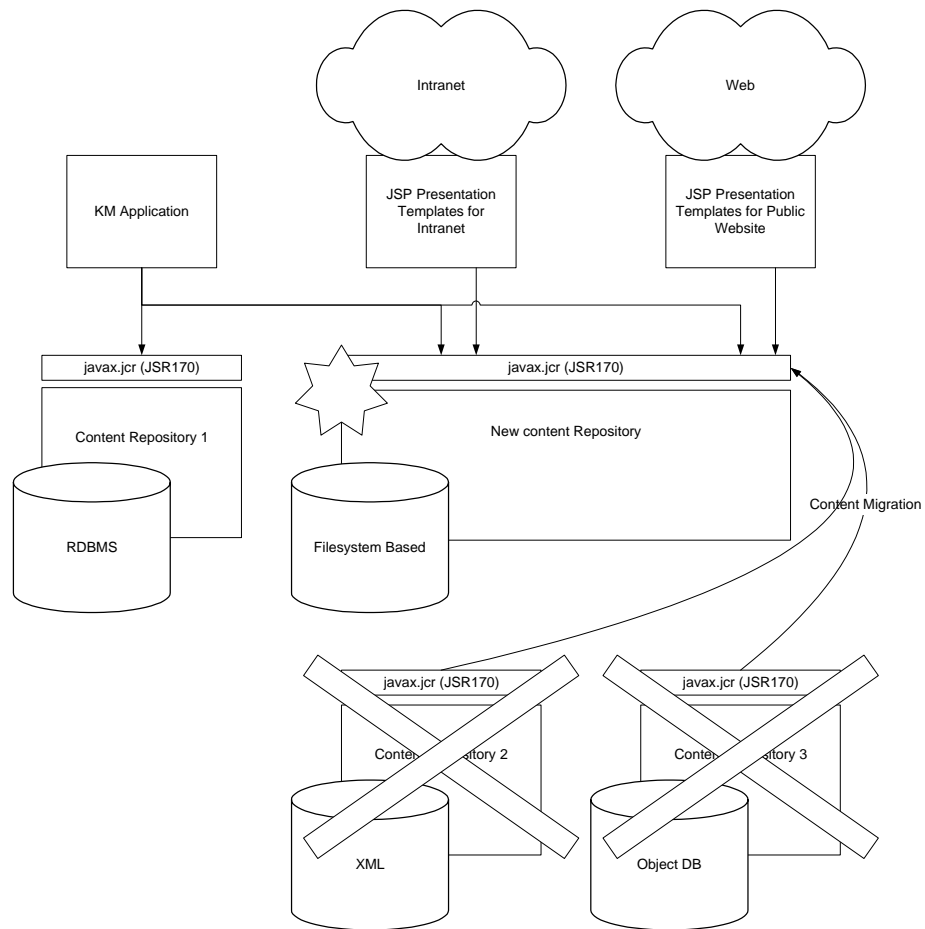 Intranet
Web
KM Application
JSP Presentation
Templates for
Intranet
JSP Presentation
Templates for Public
Website
javax.jcr (JSR170)
javax.jcr (JSR170)
Content Repository 1
New content Repository
RDBMS
Filesystem Based
Content Migration
javax.jcr (JSR170)
javax.jcr (JSR170)
2
3
XML
Object DB